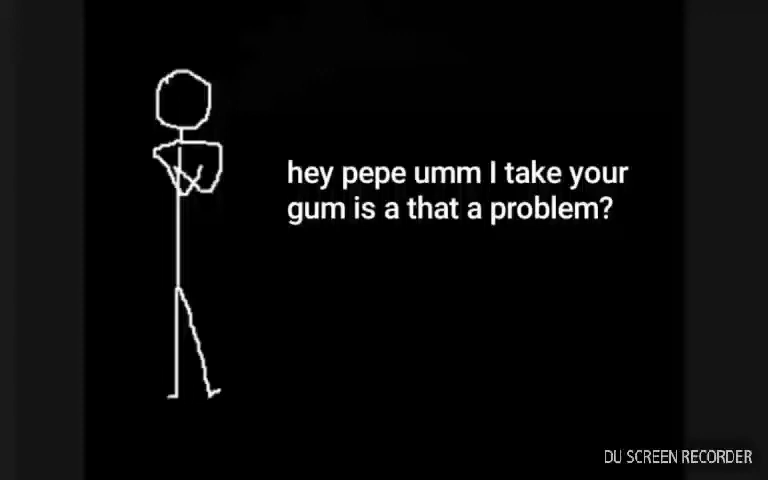 hey pepe umm I take your
gum is a that a problem?
DU SCREEN RECORDER